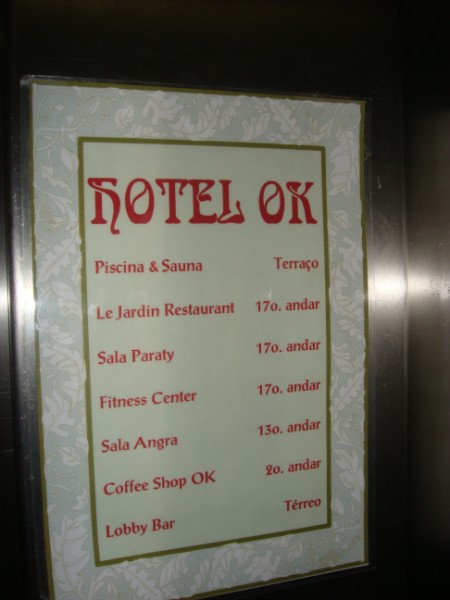 HOTEL OK
Piscina & Sauna Terraço
Le Jardin Restaurant 17o. andar
Sala Paraty 17o. andar
Fitness Center 17o. andar
Sala Angra 13o. andar
Coffee Shop OK 2o. andar
Lobby Bar Térreo